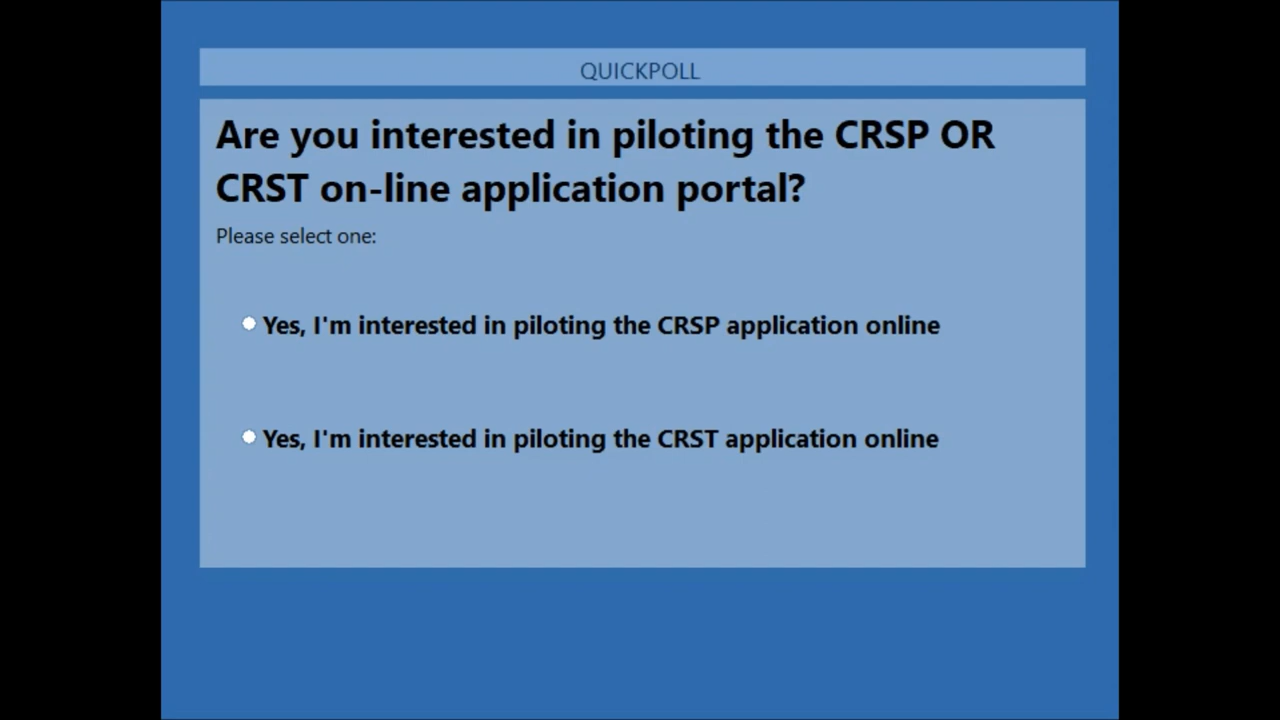 QUICKPOLL
Are you interested in piloting the CRSP OR
CRST on-line application portal?
Please select one:
Yes, I'm interested in piloting the CRSP application online
Yes, I'm interested in piloting the CRST application online